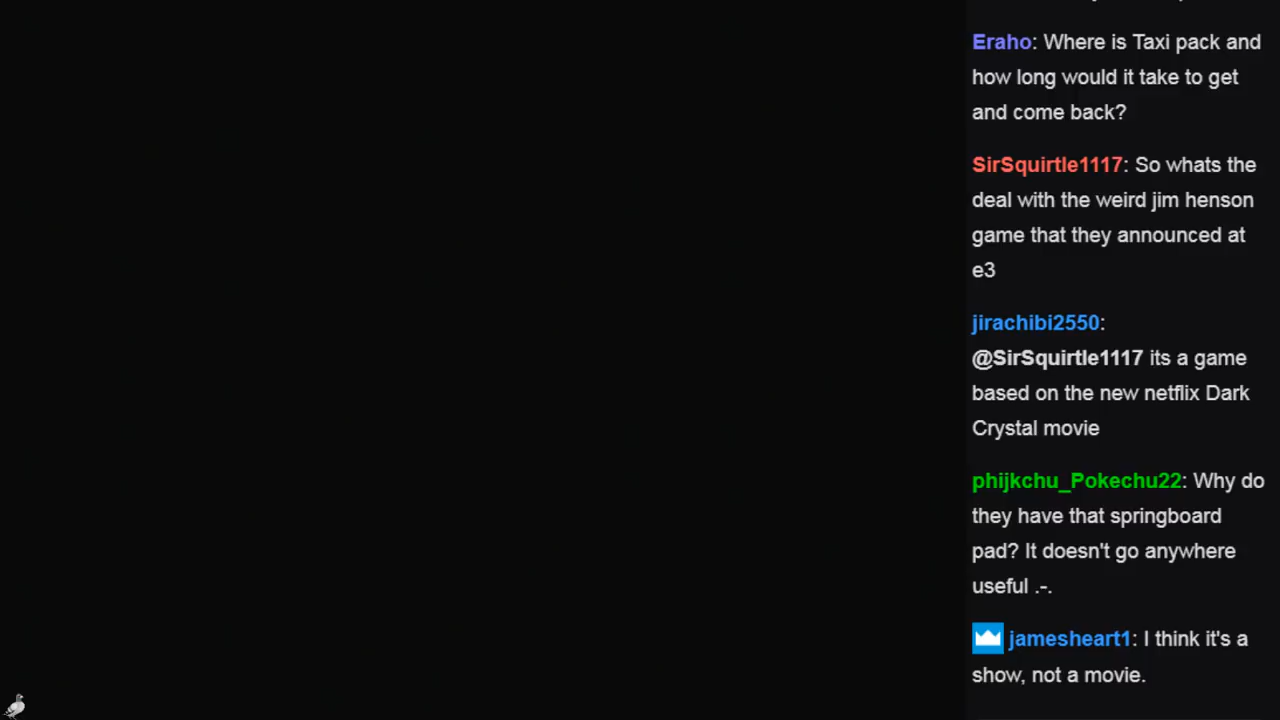 Eraho: Where is Taxi pack and
how long would it take to get
and come back?
SirSquirtle1117: So whats the
deal with the weird jim henson
game that they announced at
e3
jirachibi2550:
@SirSquirtle1117 its a game
based on the new netflix Dark
Crystal movie
phijkchu_Pokechu22: Why do
they have that springboard
pad? It doesn't go anywhere
useful .-.
jamesheart1: I think it's a
show, not a movie.